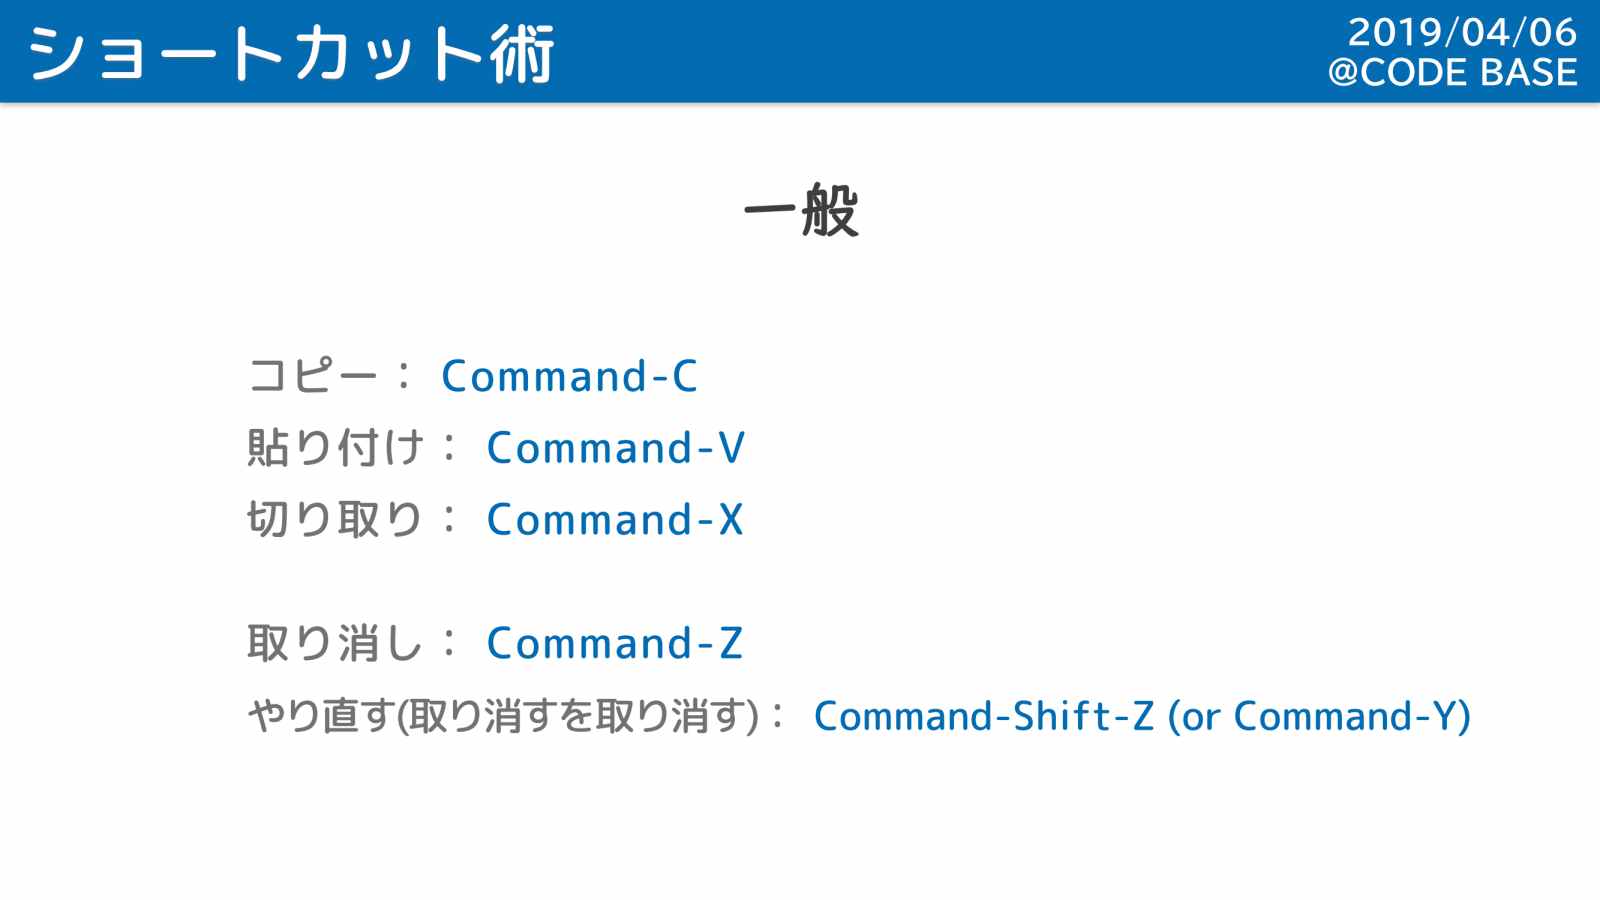 ショートカット術
2019/04/06
@CODE BASE
一般
コピー： Command-C
貼り付け： Command-V
切り取り： Command-X
取り消し： Command-Z
やり直す(取り消すを取り消す)： Command-Shift-Z (or Command-Y)